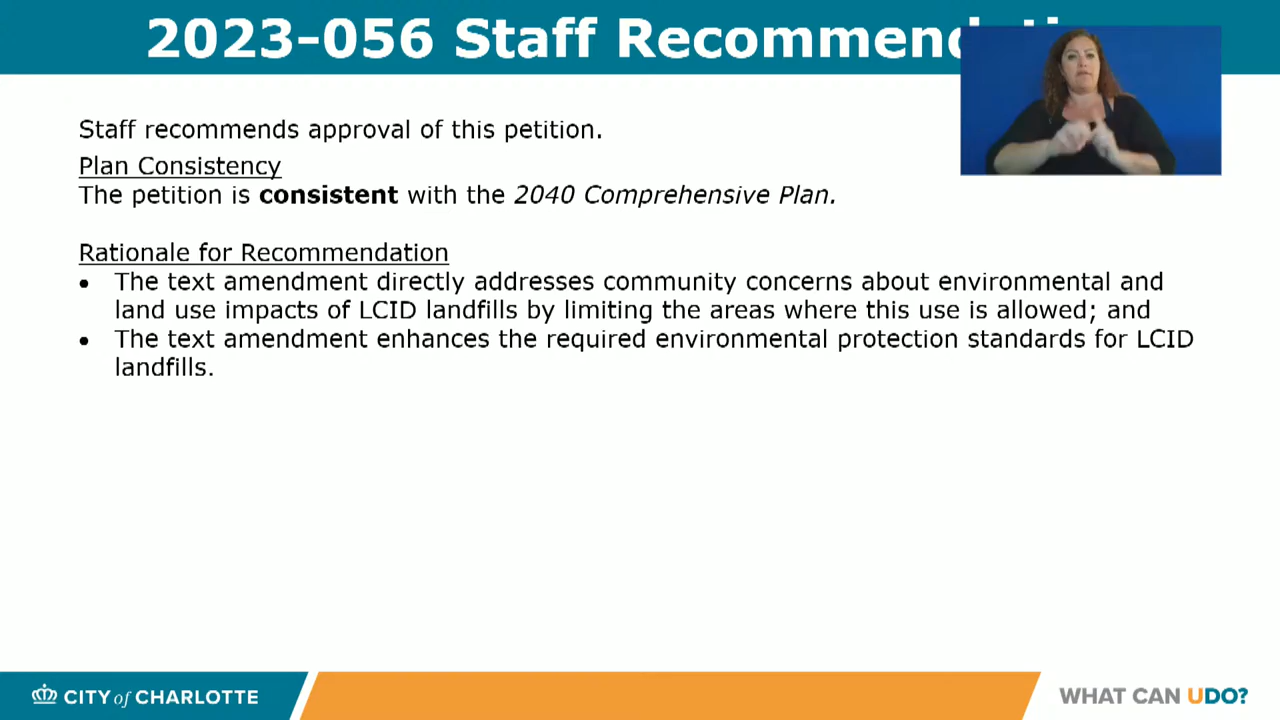 2023-056 Staff Recommendati
Staff recommends approval of this petition.
Plan Consistency
The petition is consistent with the 2040 Comprehensive Plan.
Rationale for Recommendation
• The text amendment directly addresses community concerns about environmental and
land use impacts of LCID landfills by limiting the areas where this use is allowed; and
• The text amendment enhances the required environmental protection standards for LCID
landfills.
CITY of CHARLOTTE
WHAT CAN UDO?